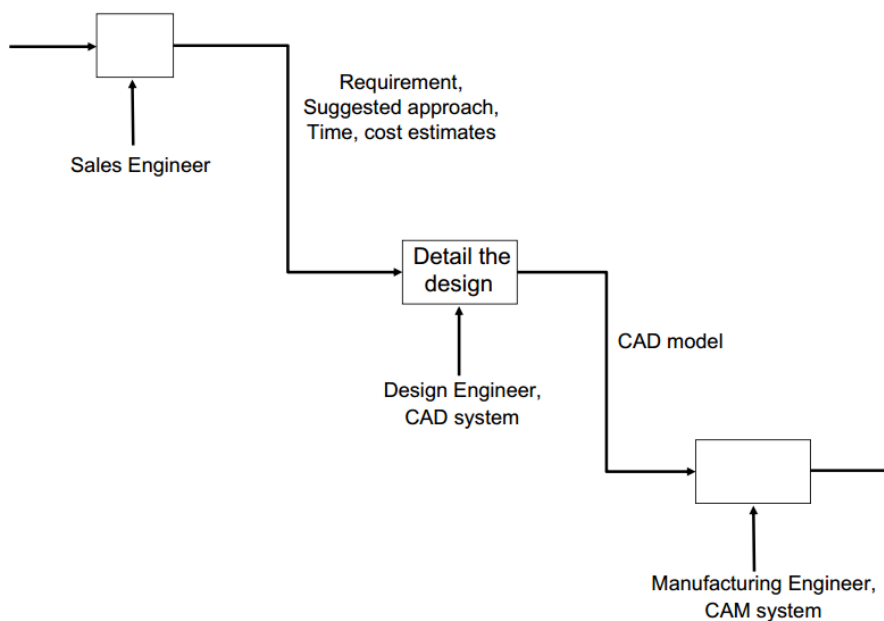 Requirement,
Suggested approach,
Time, cost estimates
Sales Engineer
Detail the
design
CAD model
Design Engineer,
CAD system
Manufacturing Engineer,
CAM system